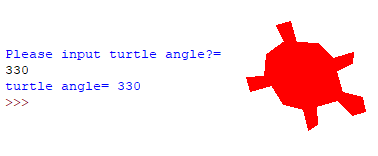 Please input turtle angle?=
330
turtle angle= 330
>>>